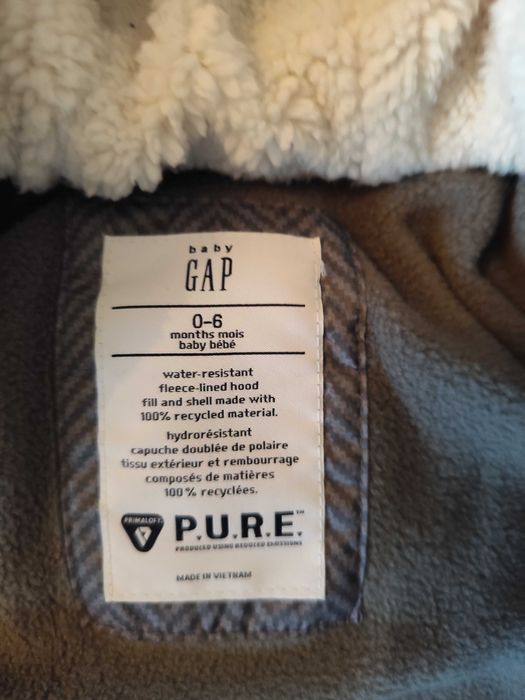 baby
GAP
0-6
months mois
baby bébé
water-resistant
fleece-lined hood
fill and shell made with
100% recycled material.
hydrorésistant
capuche doublée de polaire
tissu extérieur et rembourrage
composés de matières
100% recyclées.
PRIMALOFT
P.U.R.E.™
PRODUCED USING REDUCED EMISSIONS
MADE IN VIETNAM